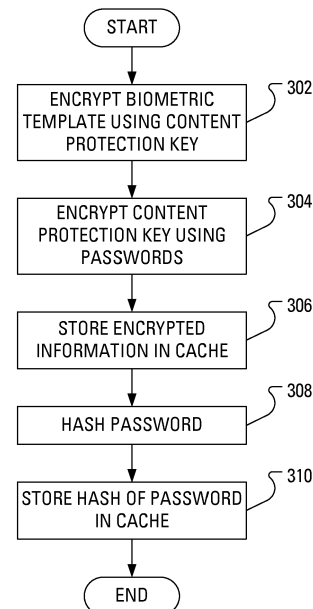 START
ENCRYPT BIOMETRIC
TEMPLATE USING CONTENT
PROTECTION KEY
302
ENCRYPT CONTENT
PROTECTION KEY USING
PASSWORDS
304
STORE ENCRYPTED
INFORMATION IN CACHE
306
HASH PASSWORD
308
STORE HASH OF PASSWORD
IN CACHE
310
END